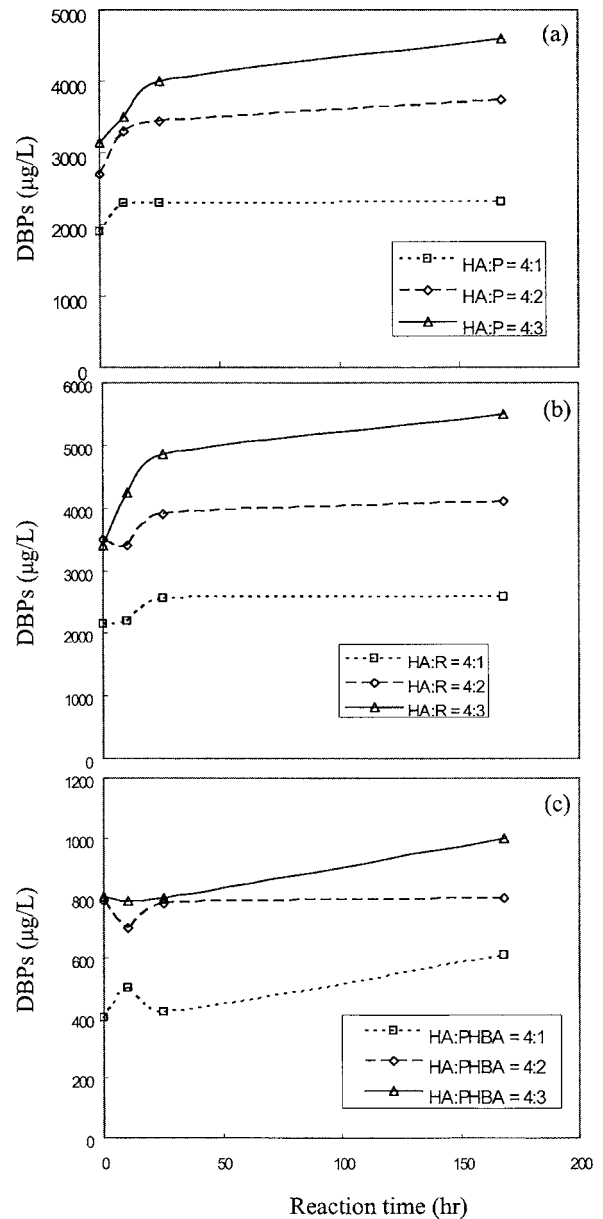 5000
(a)
4000
3000
2000
1000
0
DBPs (µg/L)
HA:P = 4:1
HA:P = 4:2
HA:P = 4:3
6000
(b)
5000
4000
3000
2000
1000
0
DBPs (µg/L)
HA:R = 4:1
HA:R = 4:2
HA:R = 4:3
1200
(c)
1000
800
600
400
200
0
DBPs (µg/L)
HA:PHBA = 4:1
HA:PHBA = 4:2
HA:PHBA = 4:3
0 50 100 150 200
Reaction time (hr)